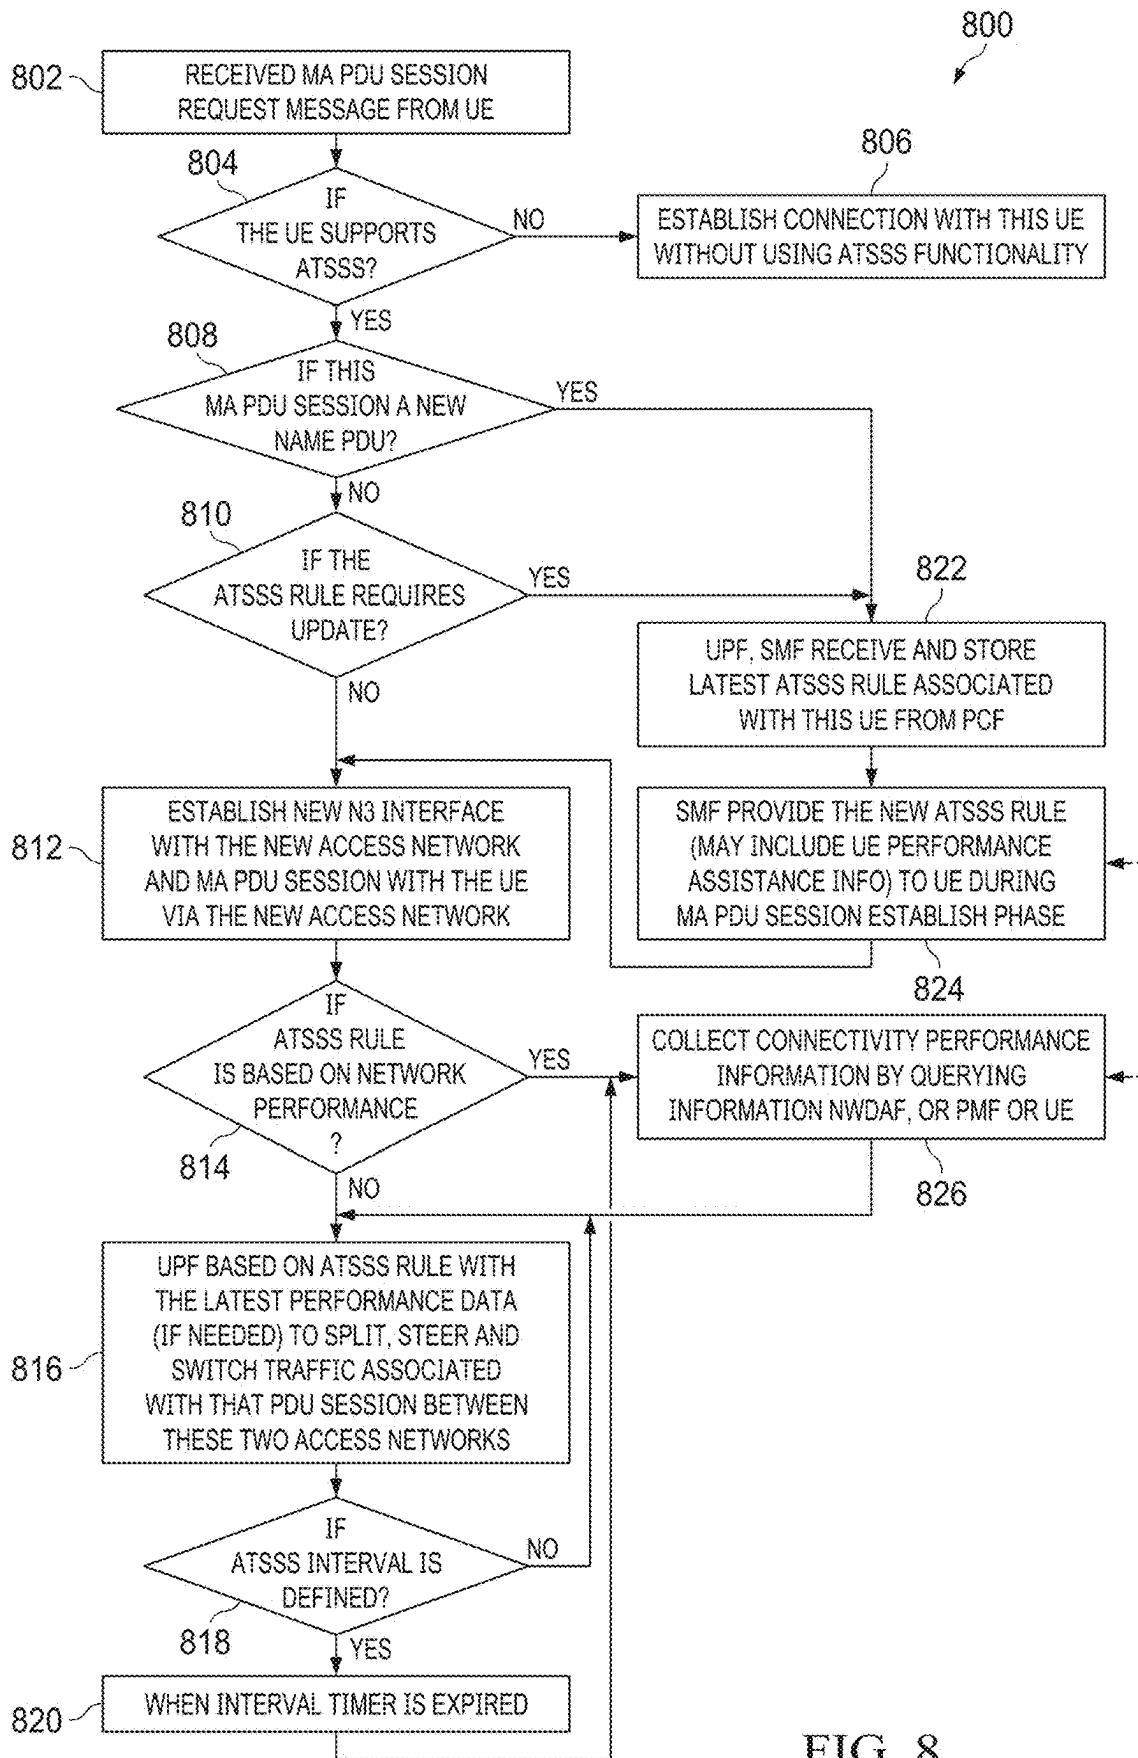 800
802
RECEIVED MA PDU SESSION
REQUEST MESSAGE FROM UE
804
IF
THE UE SUPPORTS
ATSSS?
NO
806
ESTABLISH CONNECTION WITH THIS UE
WITHOUT USING ATSSS FUNCTIONALITY
YES
808
IF THIS
MA PDU SESSION A NEW
NAME PDU?
YES
NO
810
IF THE
ATSSS RULE REQUIRES
UPDATE?
YES
NO
822
UPF, SMF RECEIVE AND STORE
LATEST ATSSS RULE ASSOCIATED
WITH THIS UE FROM PCF
812
ESTABLISH NEW N3 INTERFACE
WITH THE NEW ACCESS NETWORK
AND MA PDU SESSION WITH THE UE
VIA THE NEW ACCESS NETWORK
SMF PROVIDE THE NEW ATSSS RULE
(MAY INCLUDE UE PERFORMANCE
ASSISTANCE INFO) TO UE DURING
MA PDU SESSION ESTABLISH PHASE
824
IF
ATSSS RULE
IS BASED ON NETWORK
PERFORMANCE
?
814
YES
NO
COLLECT CONNECTIVITY PERFORMANCE
INFORMATION BY QUERYING
INFORMATION NWDAF, OR PMF OR UE
826
816
UPF BASED ON ATSSS RULE WITH
THE LATEST PERFORMANCE DATA
(IF NEEDED) TO SPLIT, STEER AND
SWITCH TRAFFIC ASSOCIATED
WITH THAT PDU SESSION BETWEEN
THESE TWO ACCESS NETWORKS
IF
ATSSS INTERVAL IS
DEFINED?
NO
818
YES
820
WHEN INTERVAL TIMER IS EXPIRED
FIG. 8